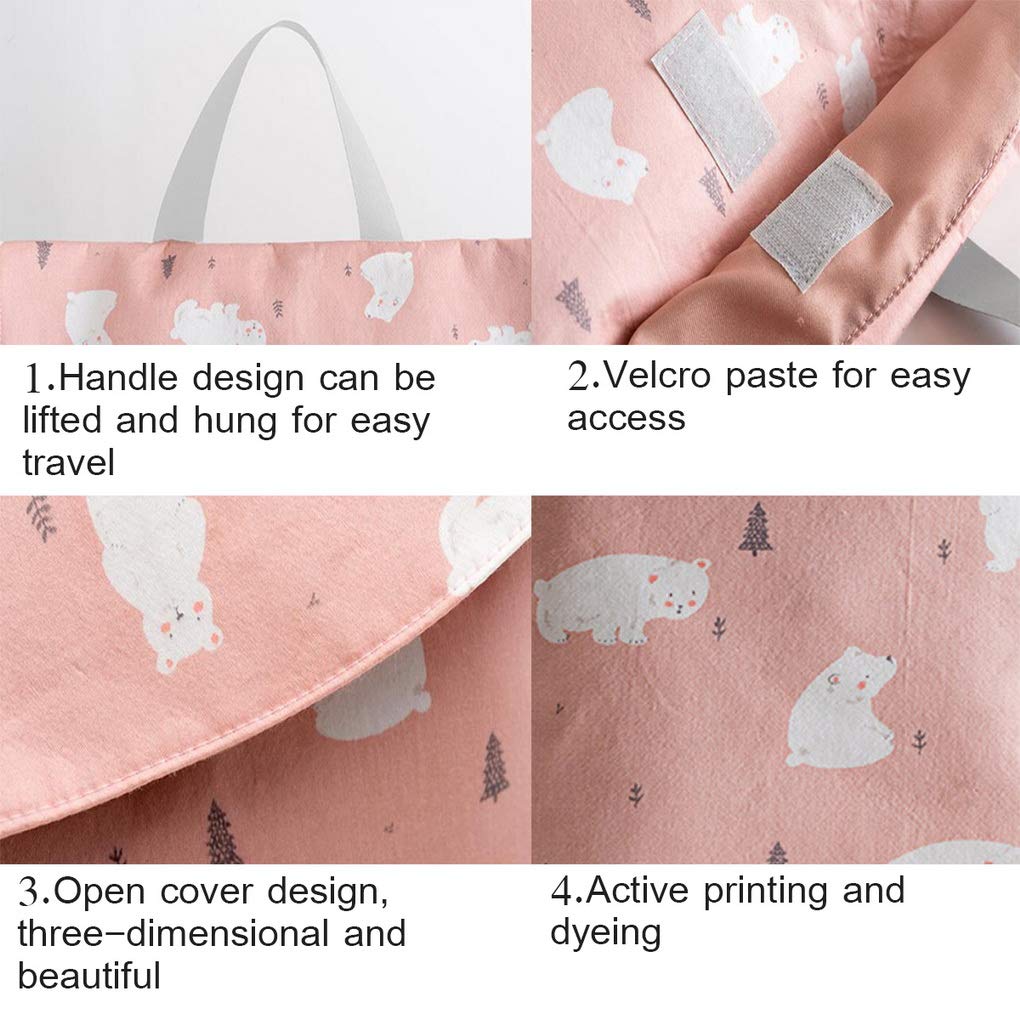 1.Handle design can be
lifted and hung for easy
travel
2.Velcro paste for easy
access
3.Open cover design,
three-dimensional and
beautiful
4.Active printing and
dyeing